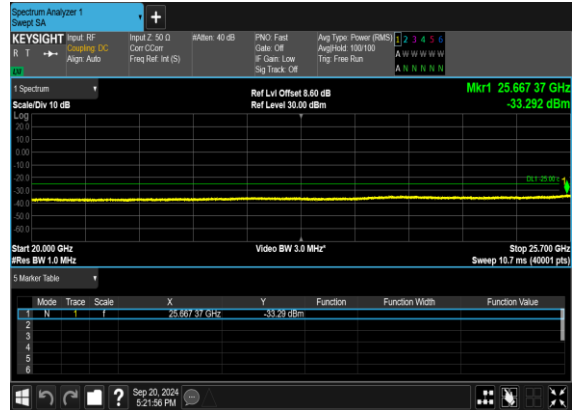 Spectrum Analyzer 1
Swept SA
+
KEYSIGHT Input: RF Input Z: 50 Ω #Atten: 40 dB PNO: Fast Avg Type: Power (RMS) 1 2 3 4 5 6
R T Coupling: DC Corr CCorr Gate: Off Avg|Hold: 100/100 A W W W W W
Align: Auto Freq Ref: Int (S) IF Gain: Low Trig: Free Run
Sig Track: Off A N N N N N
1 Spectrum
Ref Lvl Offset 8.60 dB Mkr1 25.667 37 GHz
Scale/Div 10 dB Ref Level 30.00 dBm -33.292 dBm
Log
20.0
10.0
0.00
-10.0
-20.0
DL1 -25.00
-30.0
-40.0
-50.0
-60.0
Start 20.000 GHz Video BW 3.0 MHz* Stop 25.700 GHz
#Res BW 1.0 MHz Sweep 10.7 ms (40001 pts)
5 Marker Table
Mode Trace Scale X Y Function Function Width Function Value
1 N 1 f 25.667 37 GHz -33.29 dBm
2
3
4
5
6
? Sep 20, 2024
5:21:56 PM